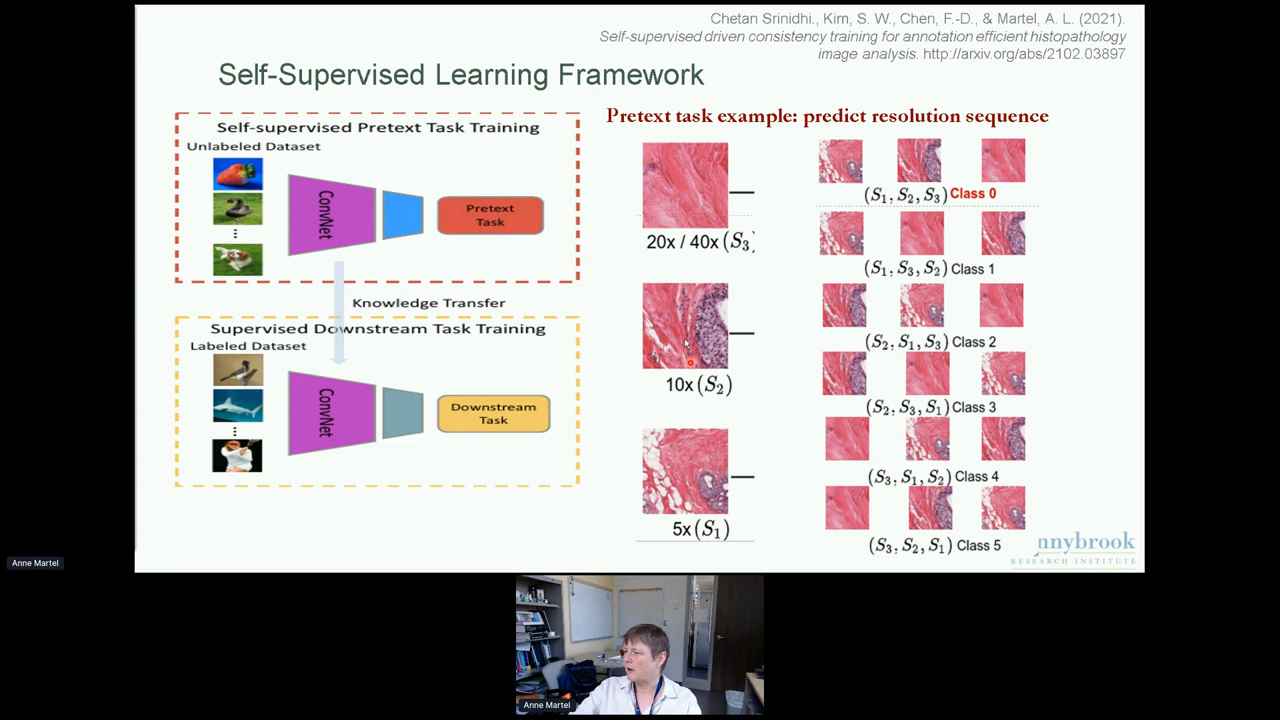 Chetan Srinidhi., Kim, S. W., Chen, F.-D., & Martel, A. L. (2021).
Self-supervised driven consistency training for annotation efficient histopathology
image analysis. http://arxiv.org/abs/2102.03897
Self-Supervised Learning Framework
Self-supervised Pretext Task Training
Unlabeled Dataset
ConvNet
Pretext
Task
Knowledge Transfer
Supervised Downstream Task Training
Labeled Dataset
ConvNet
Downstream
Task
Pretext task example: predict resolution sequence
20x / 40x (S₃)
10x (S₂)
5x (S₁)
(S₁, S₂, S₃) Class 0
(S₁, S₃, S₂) Class 1
(S₂, S₁, S₃) Class 2
(S₂, S₃, S₁) Class 3
(S₃, S₁, S₂) Class 4
(S₃, S₂, S₁) Class 5
nnybrook
RESEARCH INSTITUTE
Anne Martel
Anne Martel